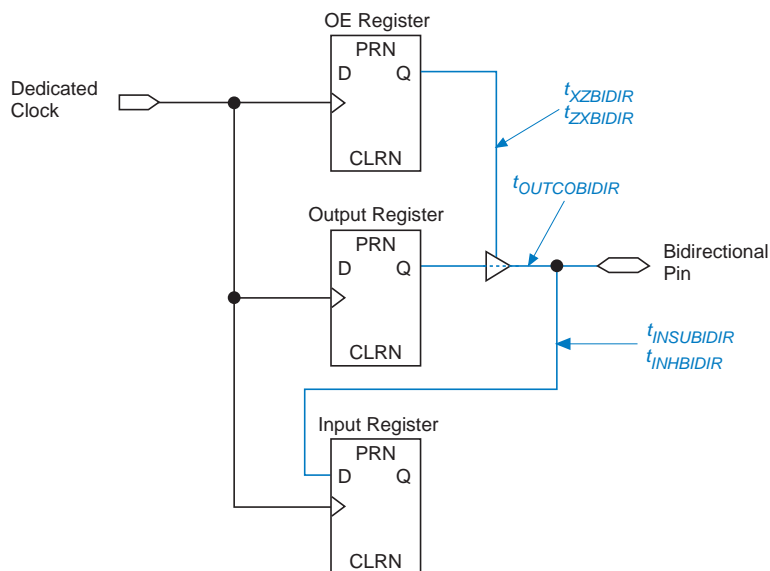 OE Register
PRN
D Q
CLRN
Dedicated
Clock
tXZBIDIR
tZXBIDIR
tOUTCOBIDIR
Output Register
PRN
D Q
CLRN
Bidirectional
Pin
tINSUBIDIR
tINHBIDIR
Input Register
PRN
D Q
CLRN